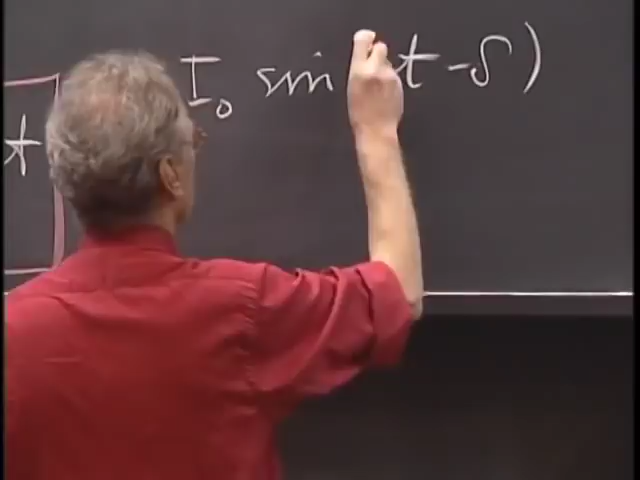 I₀ sin t - δ)
t